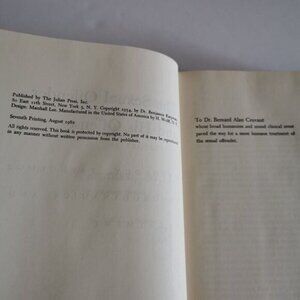 Published by The Julian Press, Inc.
80 East 11th Street, New York 3, N. Y. Copyright 1954, by Dr. Benjamin
Design: Marshall Lee. Manufactured in the United States of America by H. Wolff, N. Y.
Seventh Printing, August 1962
All rights reserved. This book is protected by copyright. No part of it may be reproduced
in any manner without written permission from the publisher.
To Dr. Bernard Alan Cruvant
whose broad humanism and sound clinical sense
paved the way for a more humane treatment of
the sexual offender.